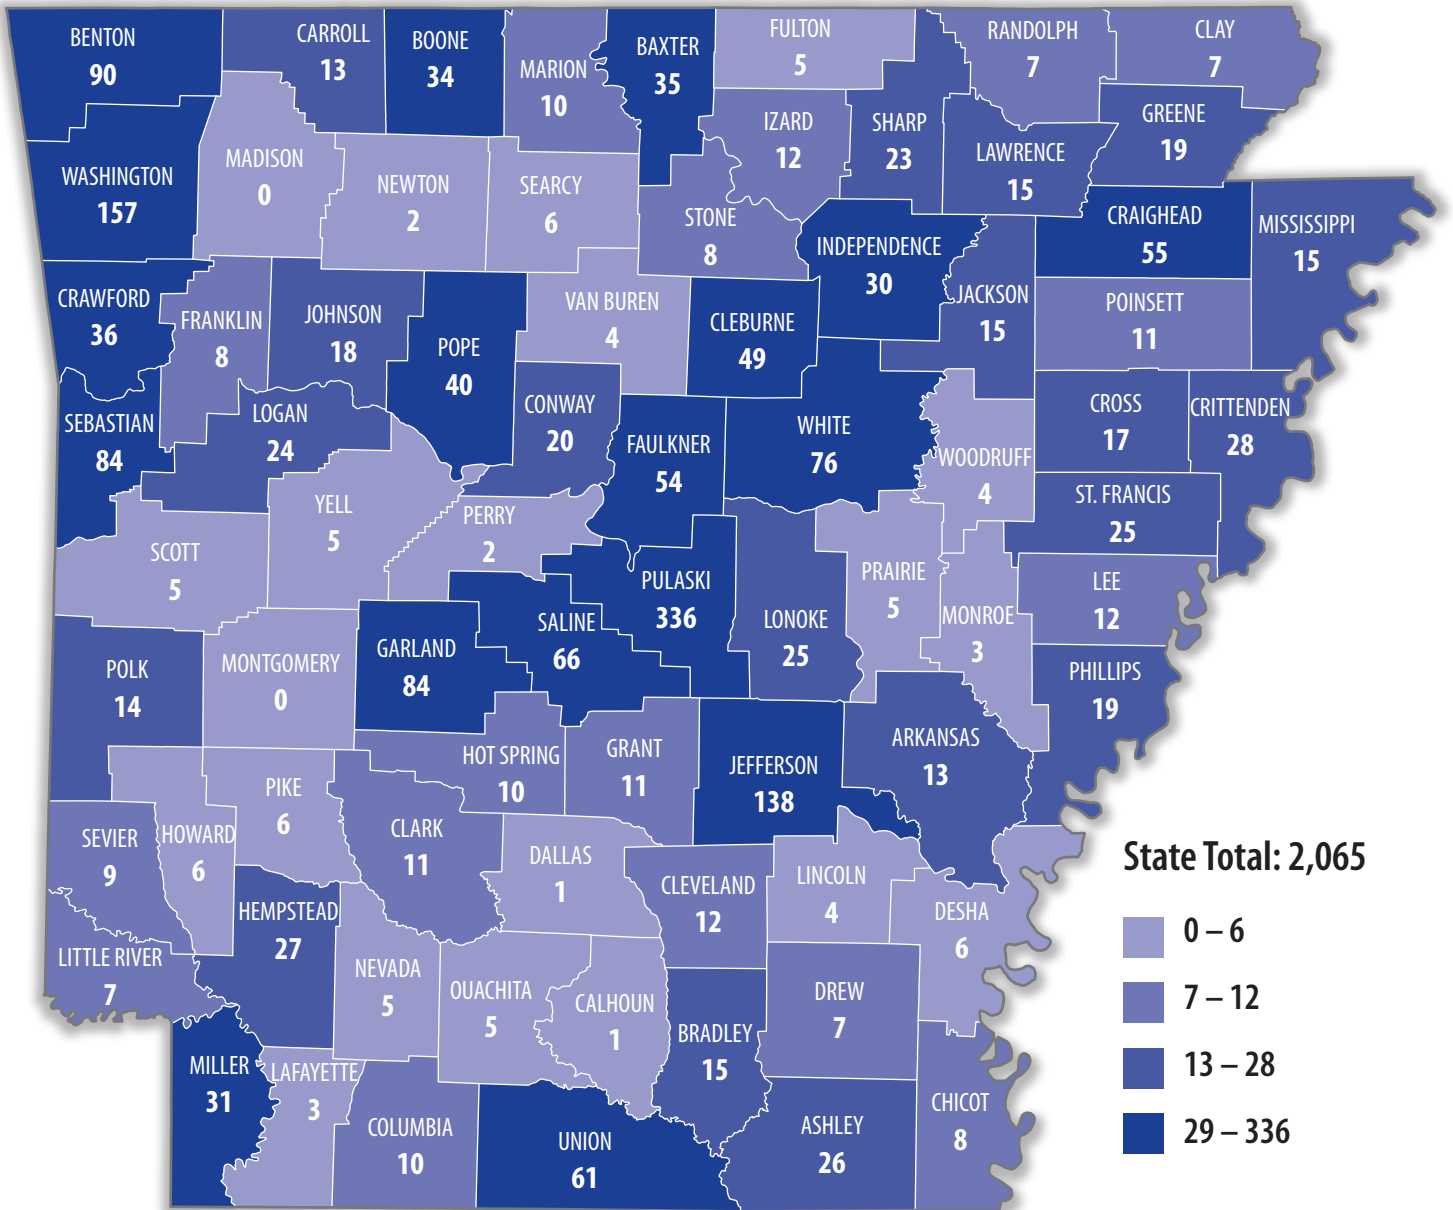 BENTON
90
CARROLL
13
BOONE
34
MARION
10
BAXTER
35
FULTON
5
RANDOLPH
7
CLAY
7
IZARD
12
SHARP
23
LAWRENCE
15
GREENE
19
WASHINGTON
157
MADISON
0
NEWTON
2
SEARCY
6
STONE
8
INDEPENDENCE
30
CRAIGHEAD
55
MISSISSIPPI
15
CRAWFORD
36
FRANKLIN
8
JOHNSON
18
POPE
40
VAN BUREN
4
CLEBURNE
49
JACKSON
15
POINSETT
11
SEBASTIAN
84
LOGAN
24
CONWAY
20
FAULKNER
54
WHITE
76
WOODRUFF
4
CROSS
17
CRITTENDEN
28
SCOTT
5
YELL
5
PERRY
2
ST. FRANCIS
25
PULASKI
336
LONOKE
25
PRAIRIE
5
MONROE
3
LEE
12
POLK
14
MONTGOMERY
0
GARLAND
84
SALINE
66
PHILLIPS
19
HOT SPRING
10
GRANT
11
JEFFERSON
138
ARKANSAS
13
SEVIER
9
HOWARD
6
PIKE
6
CLARK
11
DALLAS
1
CLEVELAND
12
LINCOLN
4
DESHA
6
LITTLE RIVER
7
HEMPSTEAD
27
NEVADA
5
OUACHITA
5
CALHOUN
1
BRADLEY
15
DREW
7
MILLER
31
LAFAYETTE
3
COLUMBIA
10
UNION
61
ASHLEY
26
CHICOT
8
State Total: 2,065
0 – 6
7 – 12
13 – 28
29 – 336